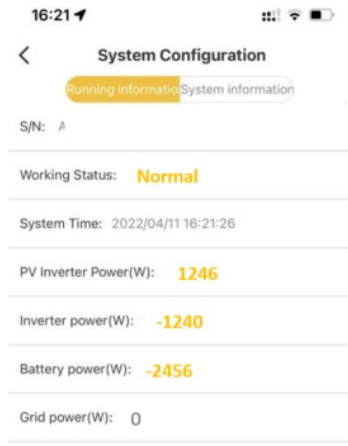 16:21
System Configuration
Running informatio System information
S/N: A
Working Status: Normal
System Time: 2022/04/11 16:21:26
PV Inverter Power(W): 1246
Inverter power(W): -1240
Battery power(W): -2456
Grid power(W): 0